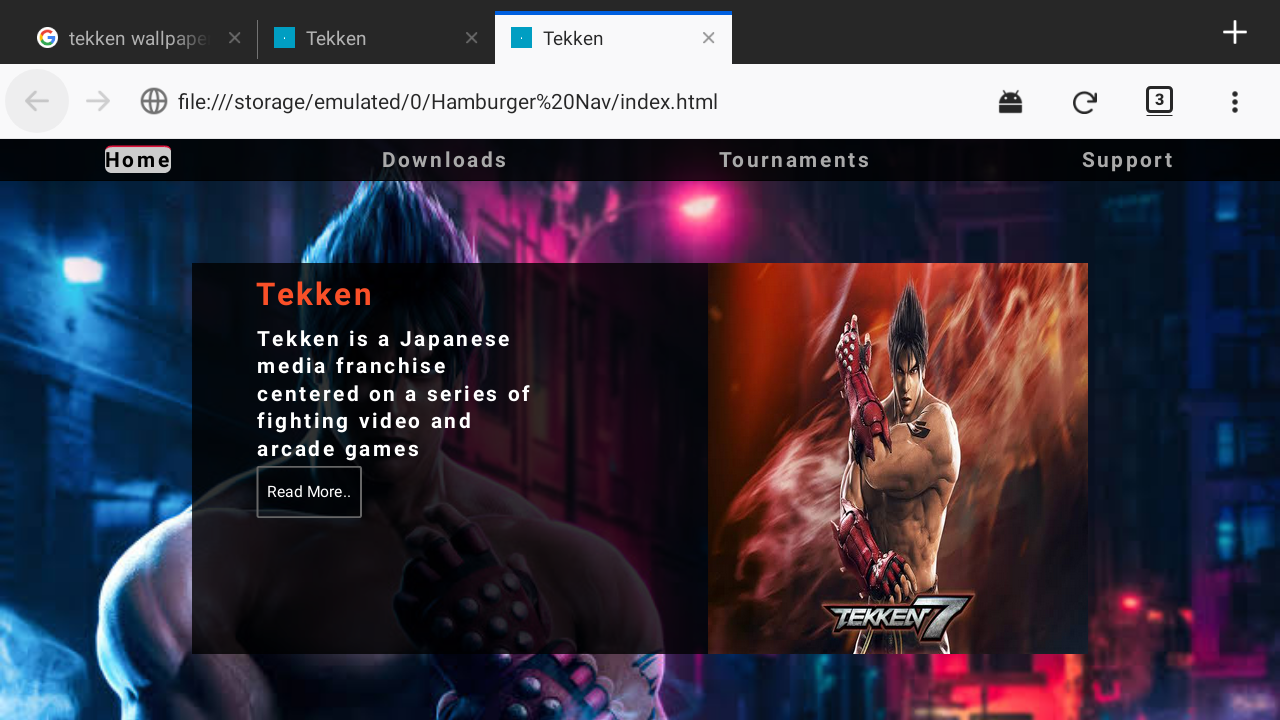 tekken wallpape
Tekken
Tekken
file:///storage/emulated/0/Hamburger%20Nav/index.html
3
Home
Downloads
Tournaments
Support
Tekken
Tekken is a Japanese
media franchise
centered on a series of
fighting video and
arcade games
Read More..
TEKKEN 7